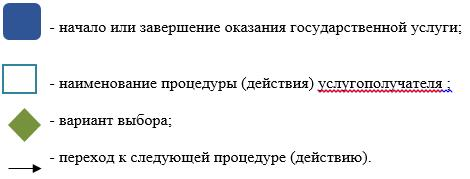 - начало или завершение оказания государственной услуги;
- наименование процедуры (действия) услугополучателя ;
- вариант выбора;
- переход к следующей процедуре (действию).